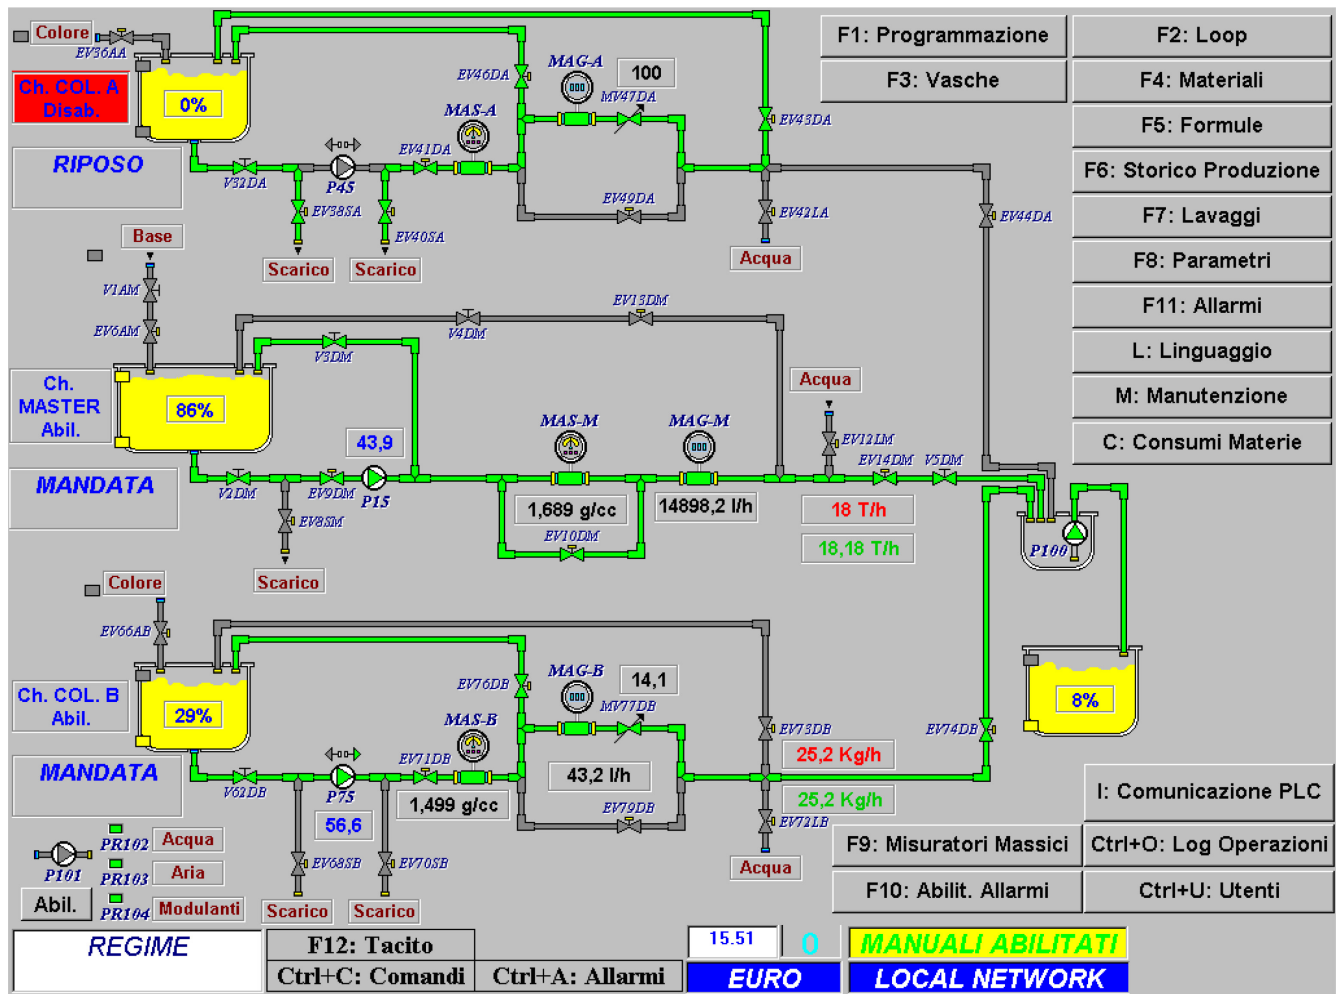 Colore
EV36AA
Ch. COL. A
Disab.
0%
RIPOSO
V32DA
EV38SA
Scarico
P45
EV40SA
Scarico
EV41DA
MAS-A
EV46DA
MAG-A
100
MV47DA
EV49DA
EV43DA
EV42LA
Acqua
EV44DA
F1: Programmazione
F2: Loop
F3: Vasche
F4: Materiali
F5: Formule
F6: Storico Produzione
F7: Lavaggi
F8: Parametri
F11: Allarmi
L: Linguaggio
M: Manutenzione
C: Consumi Materie
Base
V1AM
EV6AM
Ch.
MASTER
Abil.
86%
MANDATA
V2DM
EV8SM
Scarico
EV9DM
43,9
P15
V3DM
V4DM
EV13DM
MAS-M
1,689 g/cc
EV10DM
MAG-M
14898,2 l/h
Acqua
EV12LM
EV14DM
V5DM
18 T/h
18,18 T/h
P100
8%
Colore
EV66AB
Ch. COL. B
Abil.
29%
MANDATA
V62DB
EV68SB
Scarico
P75
56,6
EV70SB
Scarico
EV71DB
MAS-B
1,499 g/cc
EV76DB
MAG-B
14,1
MV77DB
43,2 l/h
EV79DB
EV73DB
25,2 Kg/h
25,2 Kg/h
EV72LB
Acqua
EV74DB
P101
Abil.
PR102
Acqua
PR103
Aria
PR104
Modulanti
I: Comunicazione PLC
F9: Misuratori Massici
Ctrl+O: Log Operazioni
F10: Abilit. Allarmi
Ctrl+U: Utenti
REGIME
F12: Tacito
Ctrl+C: Comandi
Ctrl+A: Allarmi
15.51
0
EURO
MANUALI ABILITATI
LOCAL NETWORK